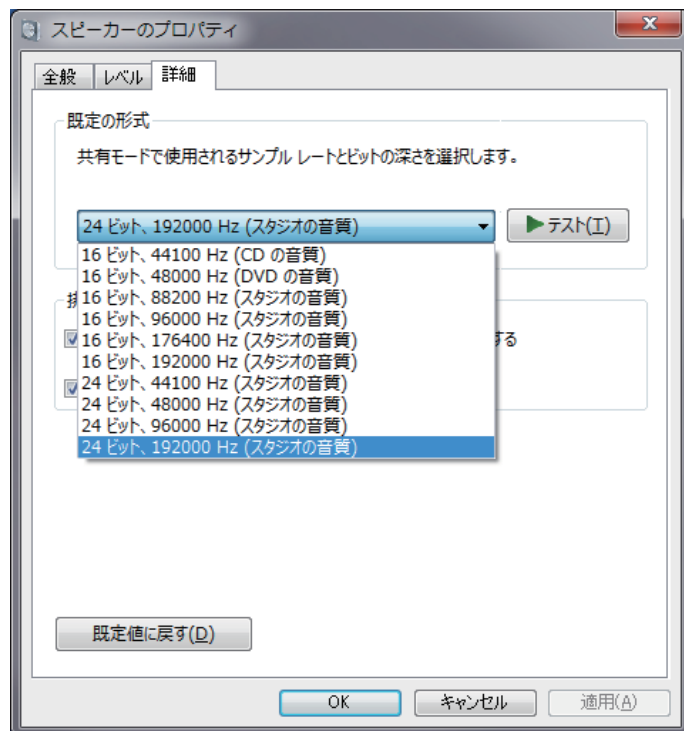 スピーカーのプロパティ
全般 レベル 詳細
既定の形式
共有モードで使用されるサンプル レートとビットの深さを選択します。
24 ビット、192000 Hz (スタジオの音質)
テスト(T)
16 ビット、44100 Hz (CD の音質)
16 ビット、48000 Hz (DVD の音質)
16 ビット、88200 Hz (スタジオの音質)
16 ビット、96000 Hz (スタジオの音質)
16 ビット、176400 Hz (スタジオの音質)
する
16 ビット、192000 Hz (スタジオの音質)
24 ビット、44100 Hz (スタジオの音質)
24 ビット、48000 Hz (スタジオの音質)
24 ビット、96000 Hz (スタジオの音質)
24 ビット、192000 Hz (スタジオの音質)
既定値に戻す(D)
OK キャンセル 適用(A)